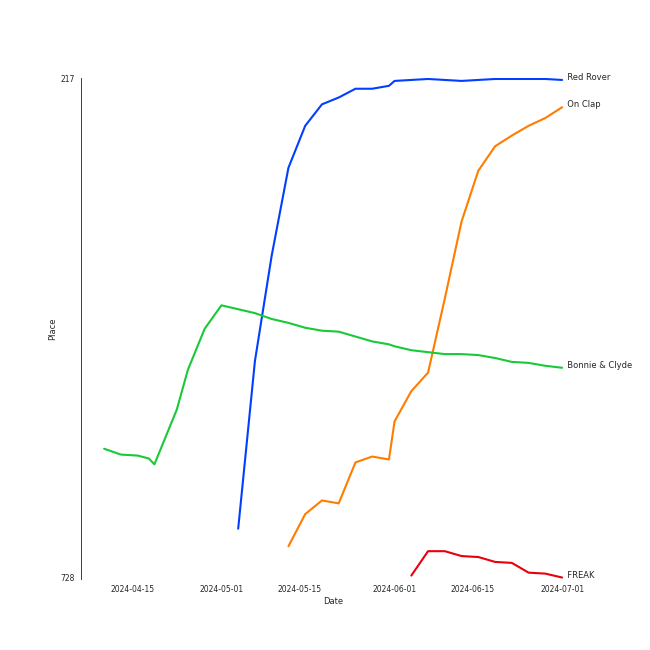 217
Red Rover
On Clap
Place
Bonnie & Clyde
FREAK
728
2024-04-15 2024-05-01 2024-05-15 2024-06-01 2024-06-15 2024-07-01
Date